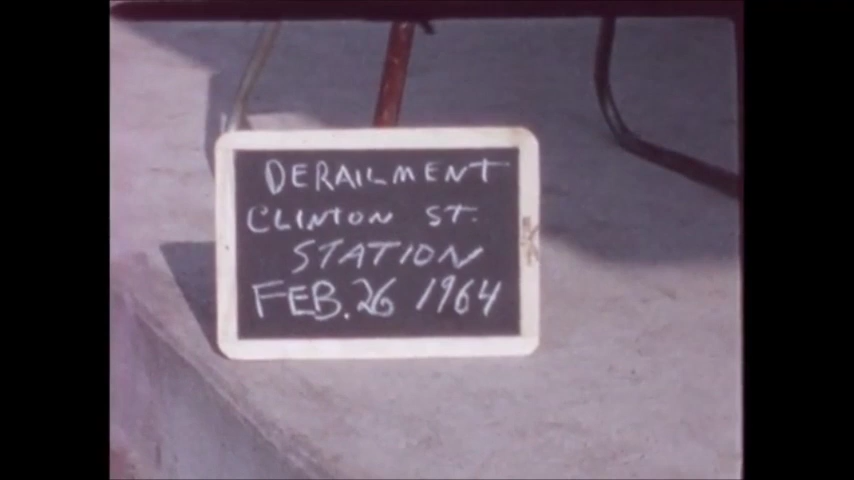 DERAILMENT
CLINTON ST.
STATION
FEB. 26 1964